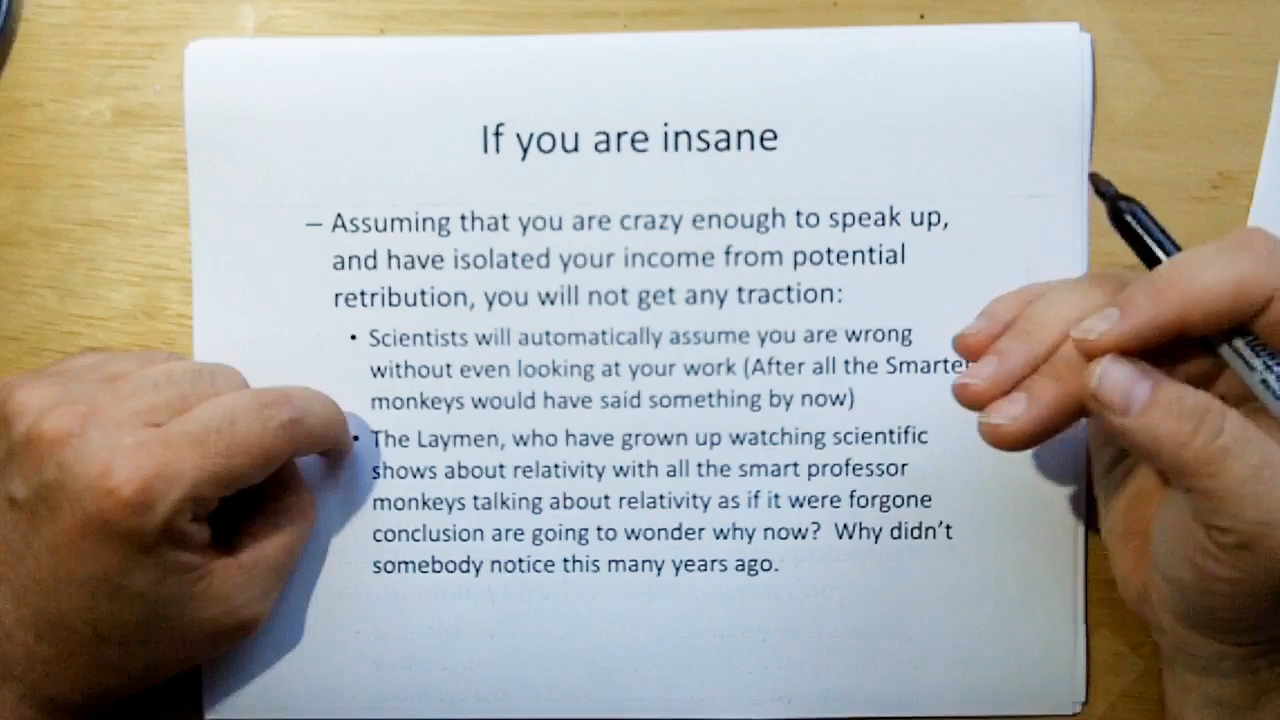 If you are insane
– Assuming that you are crazy enough to speak up,
and have isolated your income from potential
retribution, you will not get any traction:
• Scientists will automatically assume you are wrong
without even looking at your work (After all the Smarter
monkeys would have said something by now)
• The Laymen, who have grown up watching scientific
shows about relativity with all the smart professor
monkeys talking about relativity as if it were forgone
conclusion are going to wonder why now? Why didn't
somebody notice this many years ago.